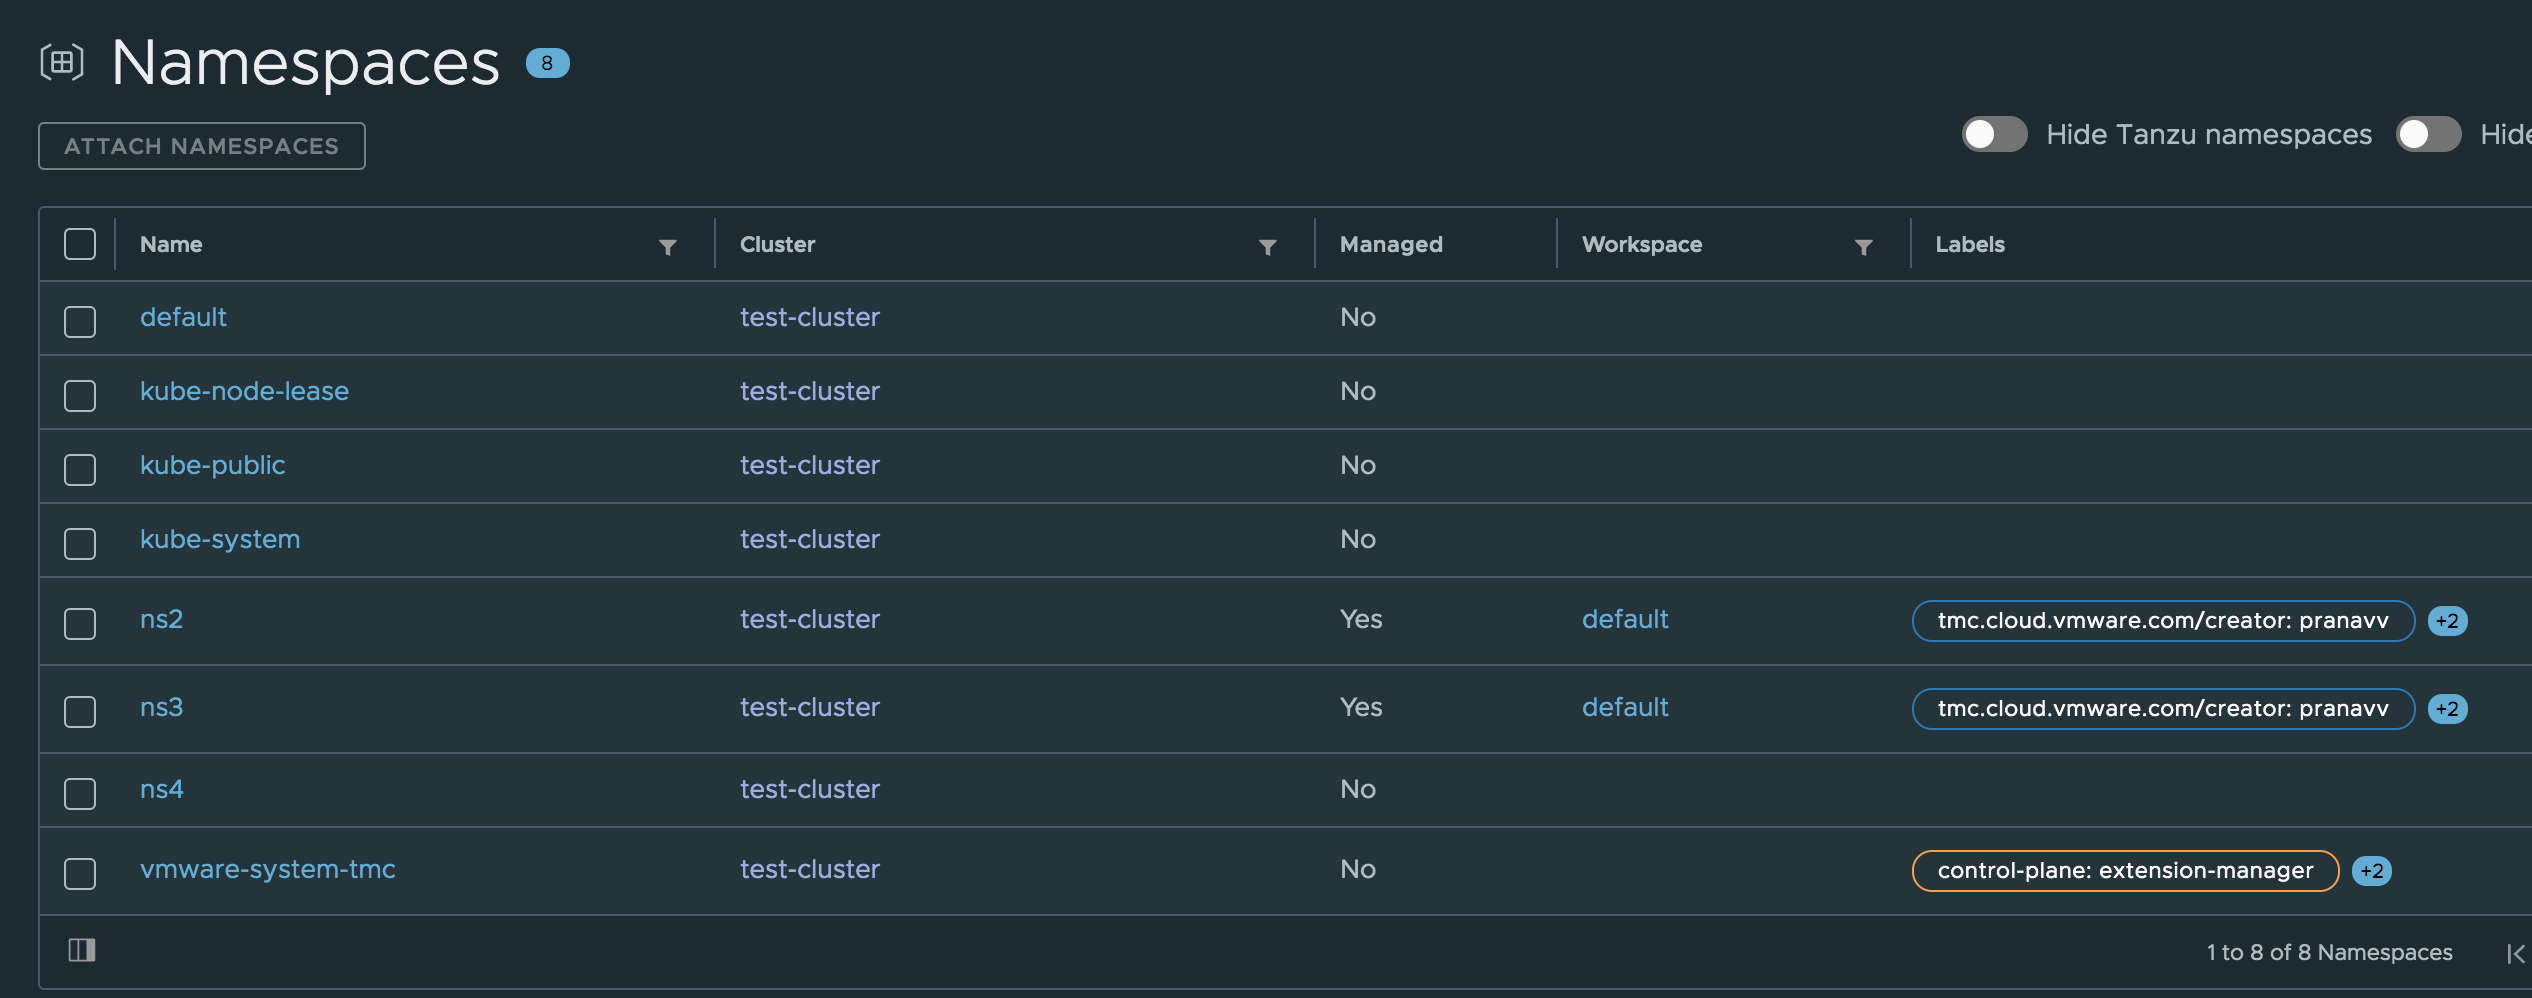 Namespaces 8
ATTACH NAMESPACES
Hide Tanzu namespaces Hide
Name Cluster Managed Workspace Labels
default test-cluster No
kube-node-lease test-cluster No
kube-public test-cluster No
kube-system test-cluster No
ns2 test-cluster Yes default tmc.cloud.vmware.com/creator: pranavv +2
ns3 test-cluster Yes default tmc.cloud.vmware.com/creator: pranavv +2
ns4 test-cluster No
vmware-system-tmc test-cluster No control-plane: extension-manager +2
1 to 8 of 8 Namespaces